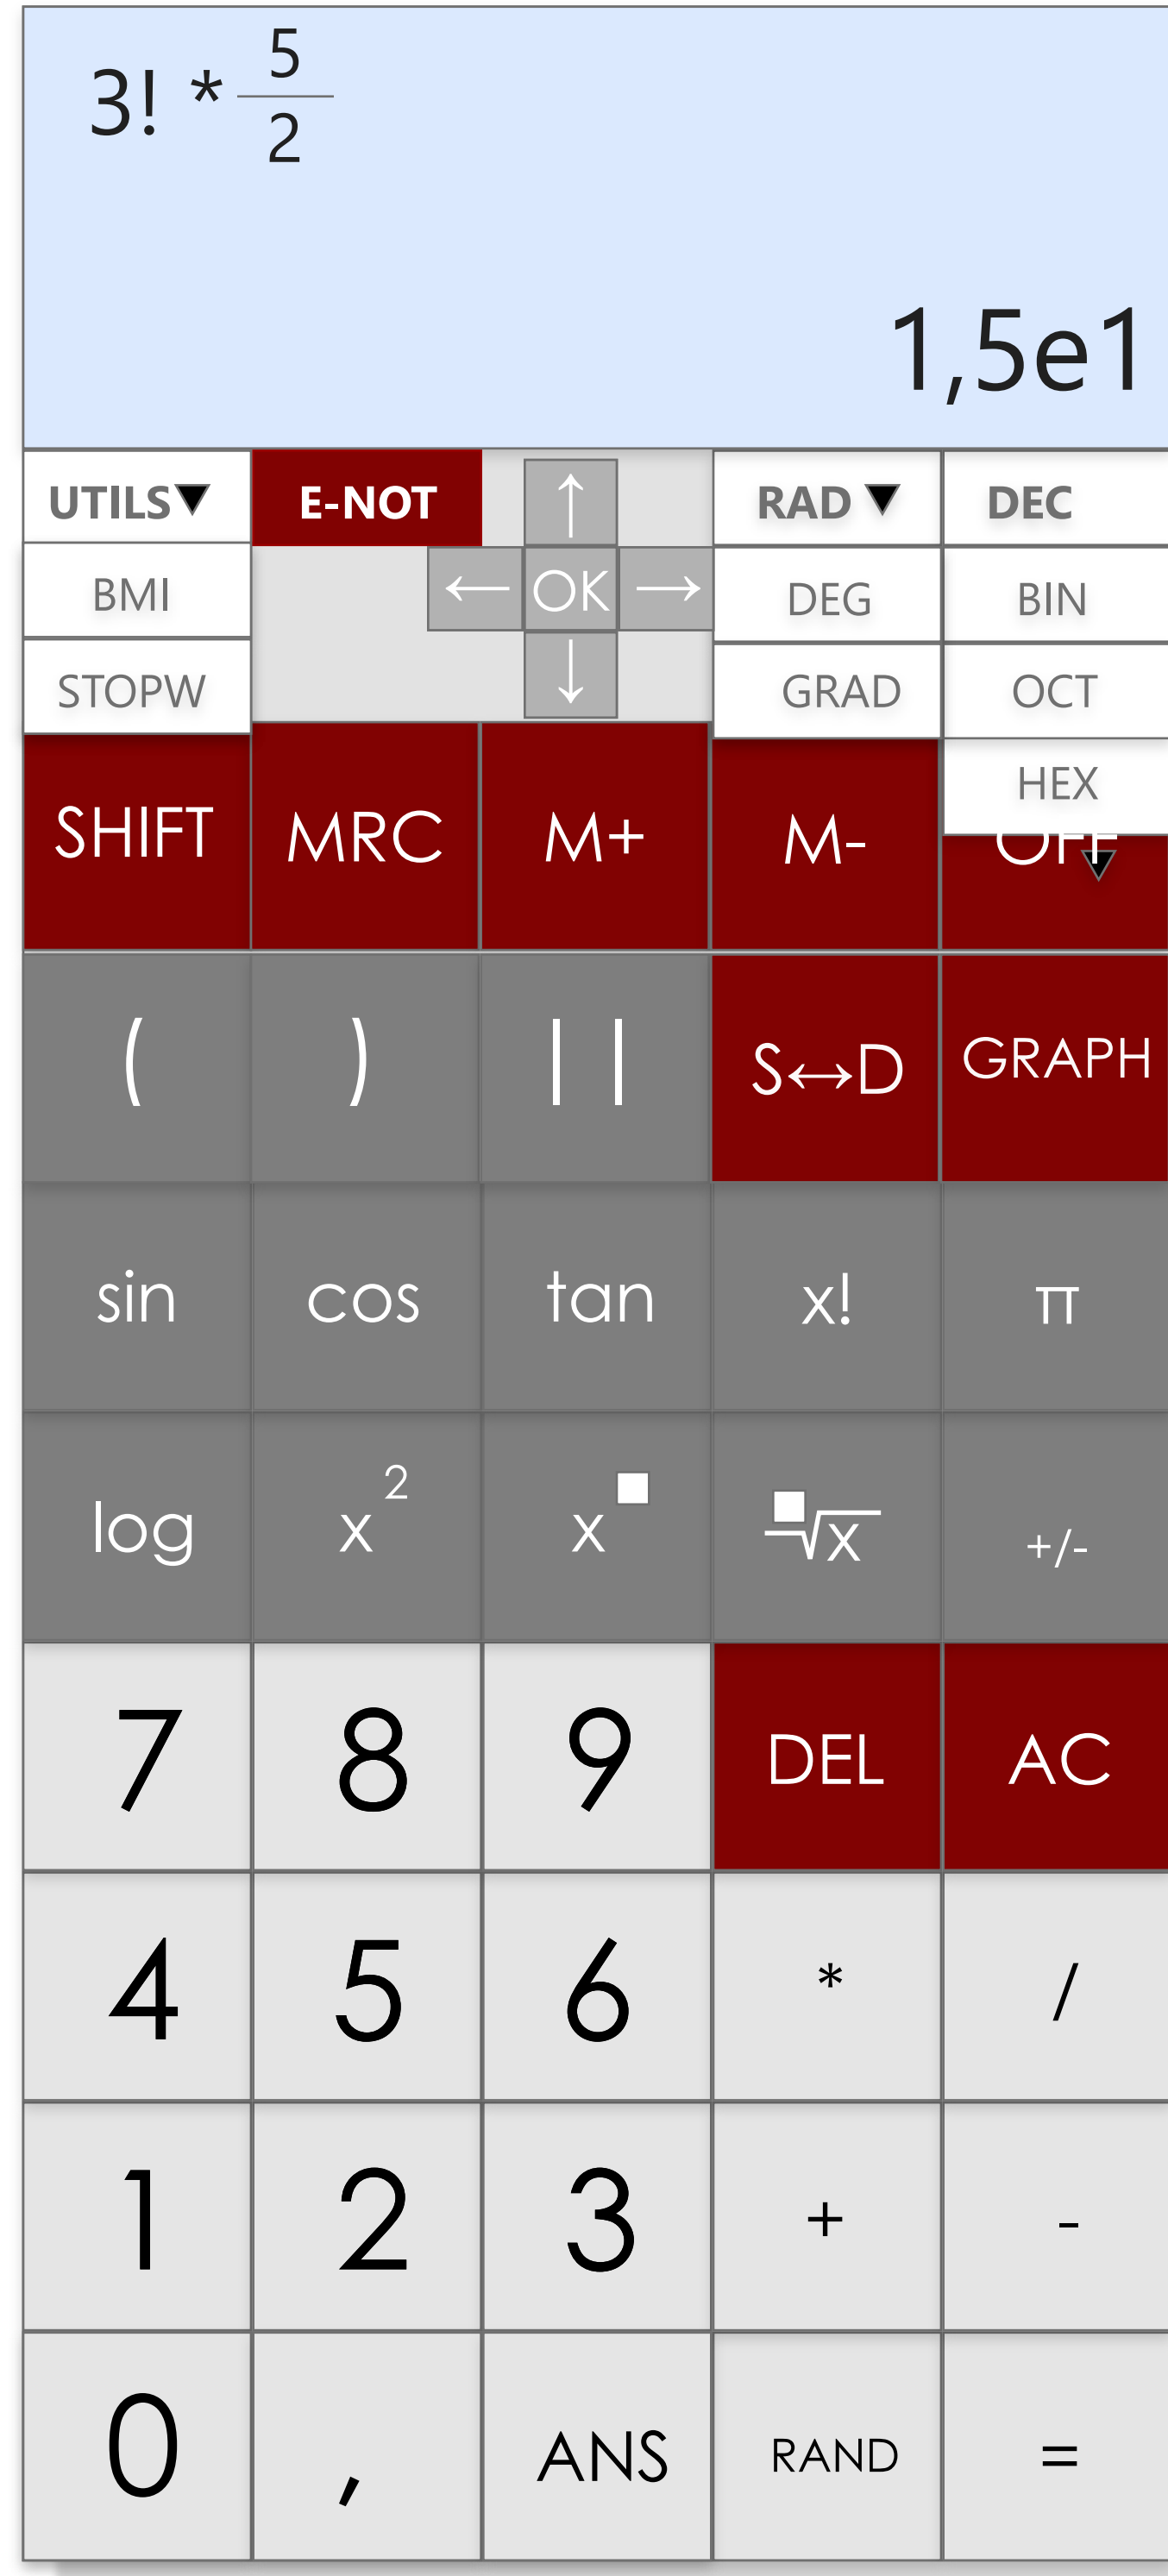 3! * 5/2
1,5e1
UTILS▼ E-NOT ↑ RAD ▼ DEC
BMI ← OK → DEG BIN
STOPW ↓ GRAD OCT
HEX
SHIFT MRC M+ M- OFF ▼
( ) | | S↔D GRAPH
sin cos tan x! π
log x² x^□ □√x +/-
7 8 9 DEL AC
4 5 6 * /
1 2 3 + -
0 , ANS RAND =